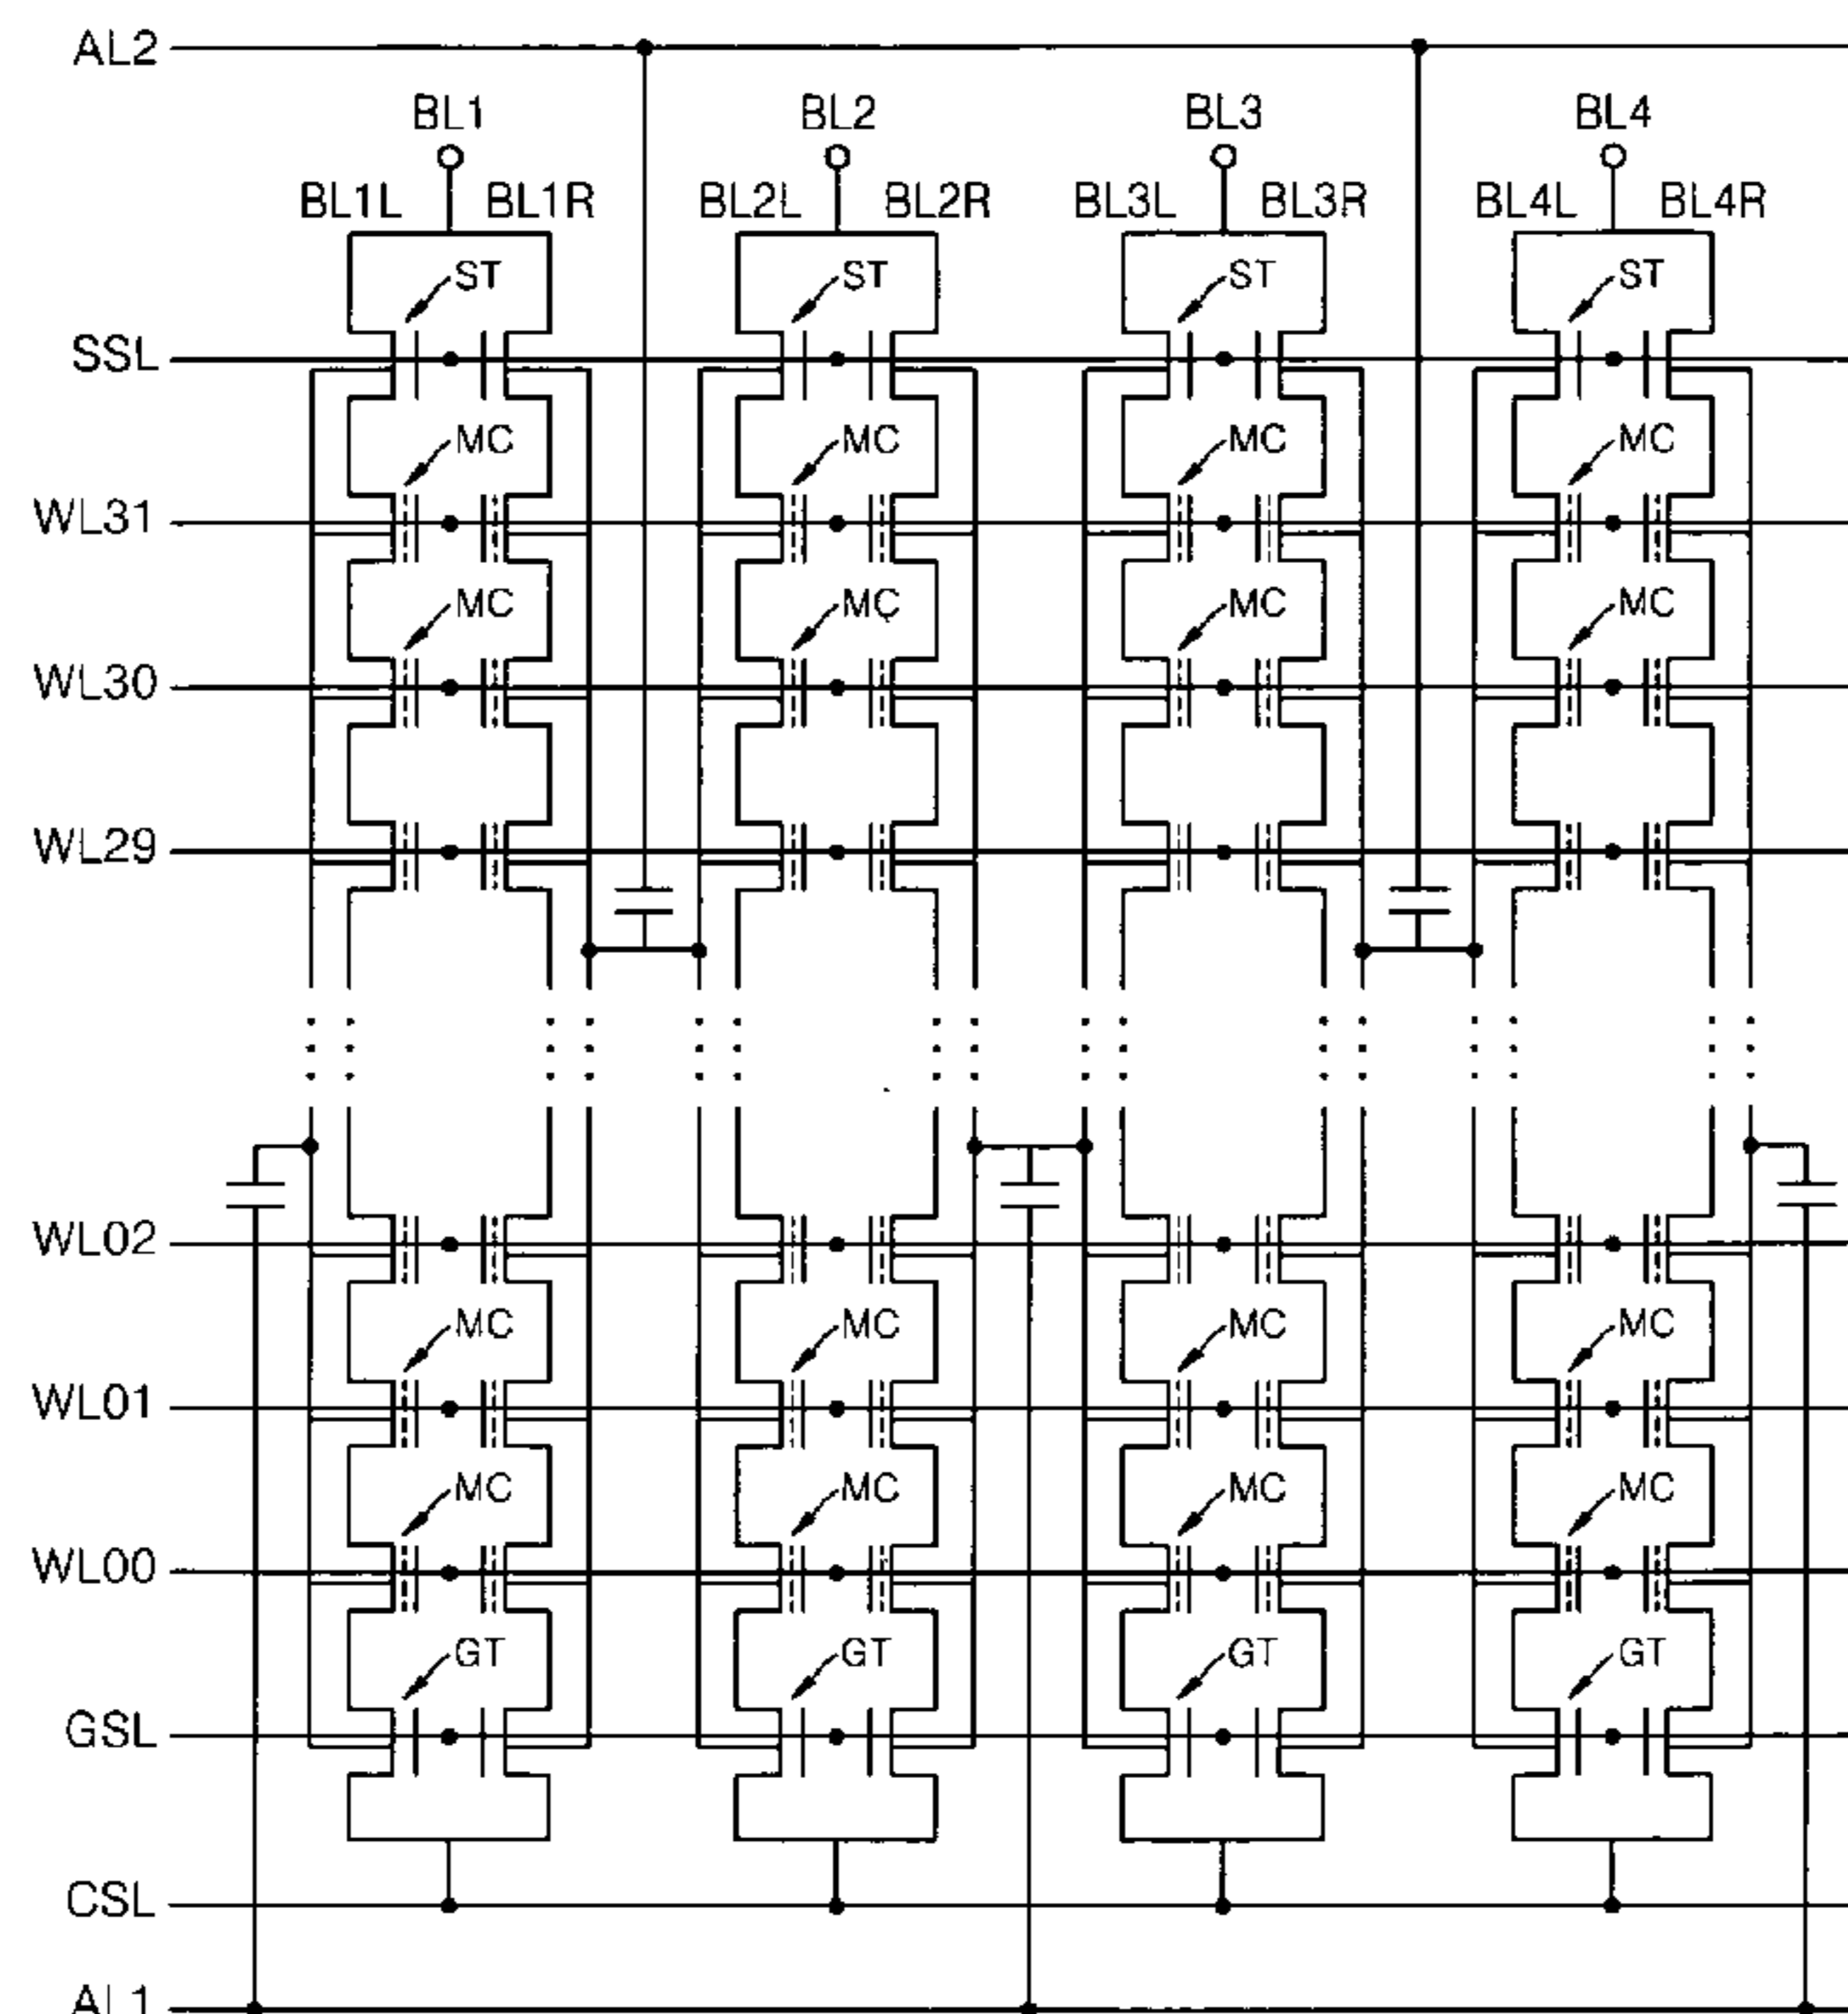 AL2
BL1 BL2 BL3 BL4
BL1L BL1R BL2L BL2R BL3L BL3R BL4L BL4R
ST ST ST ST
SSL
MC MC MC MC
WL31
MC MC MC MC
WL30
WL29
WL02
MC MC MC MC
WL01
MC MC MC MC
WL00
GT GT GT GT
GSL
CSL
AL1